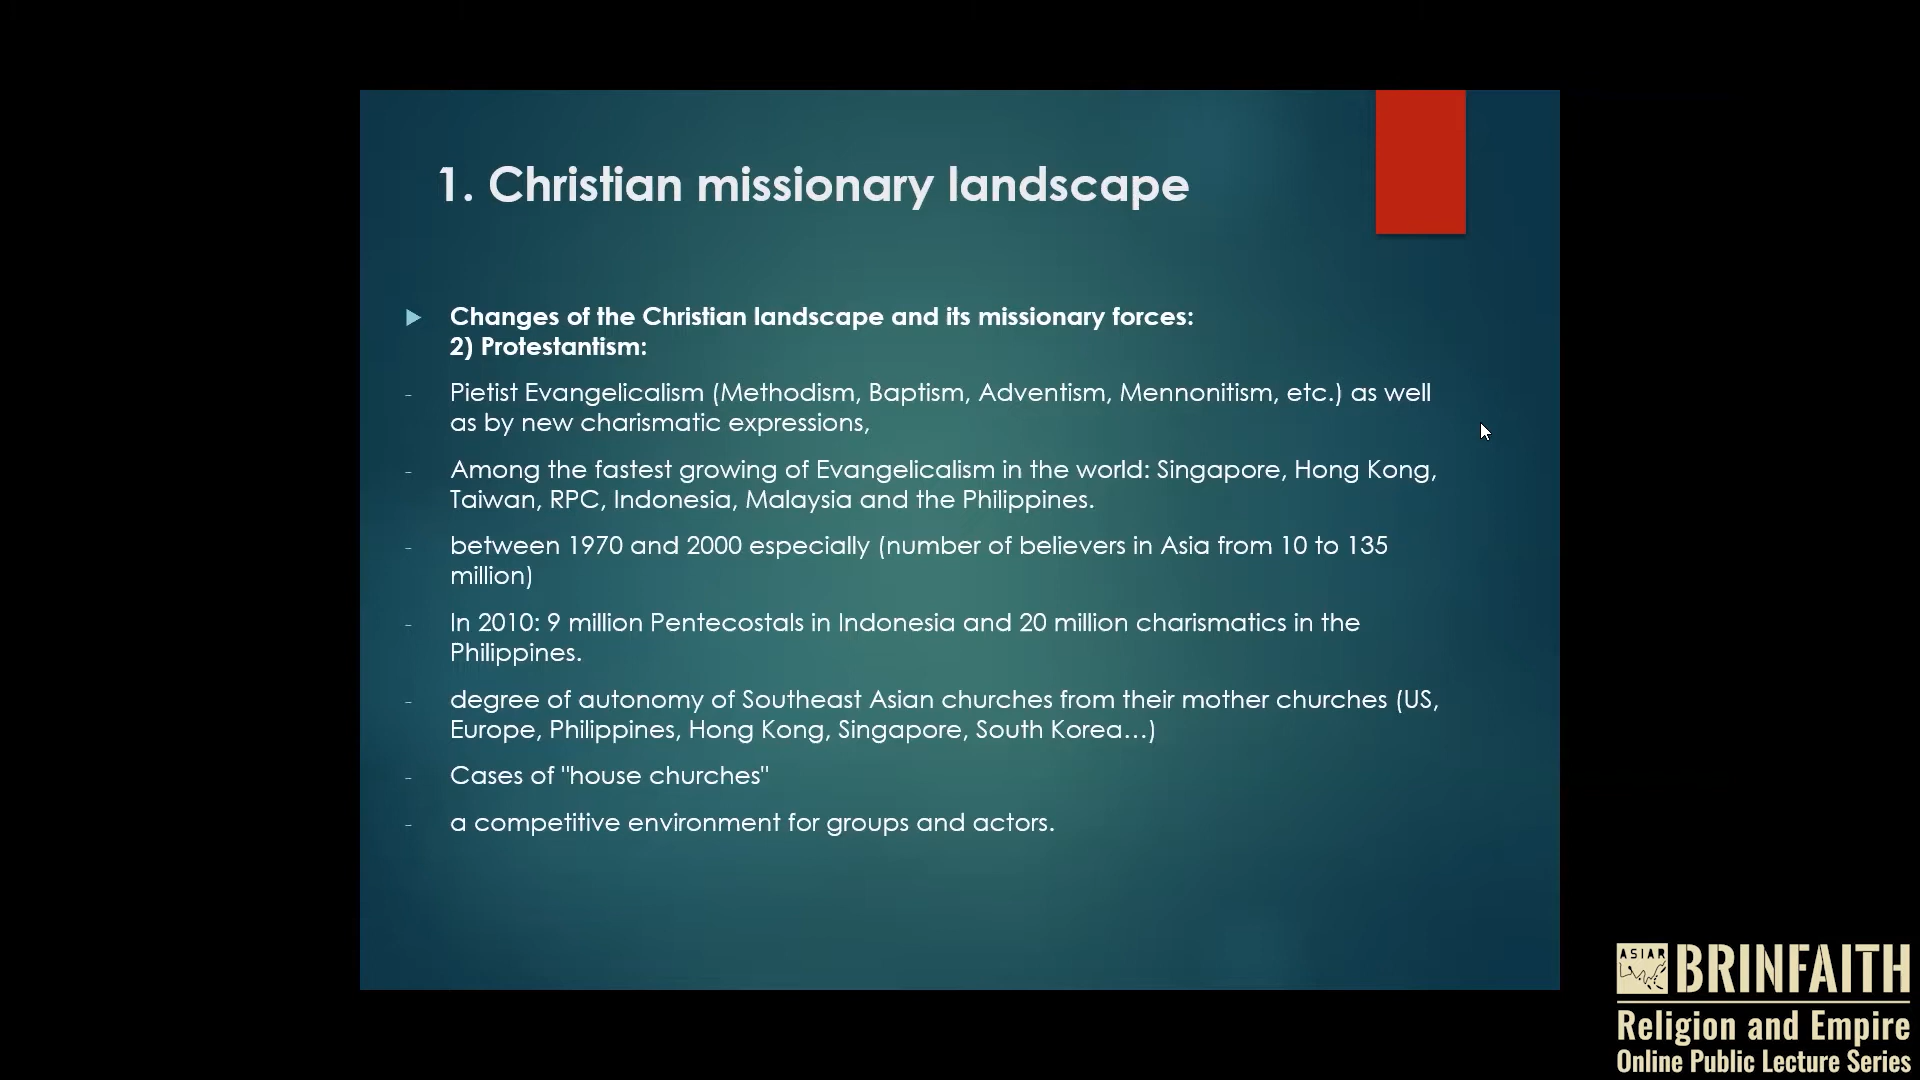 1. Christian missionary landscape
Changes of the Christian landscape and its missionary forces:
2) Protestantism:
- Pietist Evangelicalism (Methodism, Baptism, Adventism, Mennonitism, etc.) as well
as by new charismatic expressions,
- Among the fastest growing of Evangelicalism in the world: Singapore, Hong Kong,
Taiwan, RPC, Indonesia, Malaysia and the Philippines.
- between 1970 and 2000 especially (number of believers in Asia from 10 to 135
million)
- In 2010: 9 million Pentecostals in Indonesia and 20 million charismatics in the
Philippines.
- degree of autonomy of Southeast Asian churches from their mother churches (US,
Europe, Philippines, Hong Kong, Singapore, South Korea…)
- Cases of "house churches"
- a competitive environment for groups and actors.
ASIAR
BRINFAITH
Religion and Empire
Online Public Lecture Series